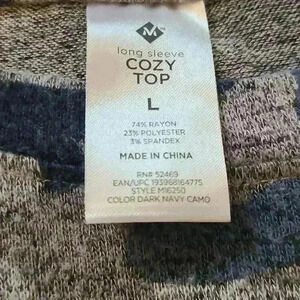 M
long sleeve
COZY
TOP
L
74% RAYON
23% POLYESTER
3% SPANDEX
MADE IN CHINA
RN# 52469
EAN/UPC 193968164775
STYLE M16250
COLOR DARK NAVY CAMO